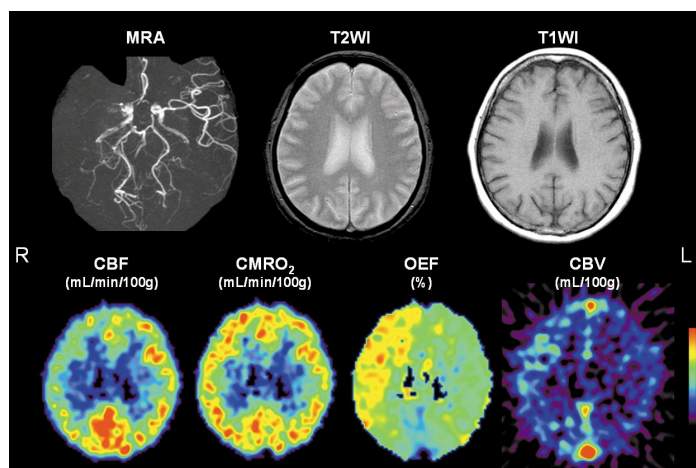 MRA
T2WI
T1WI
R
L
CBF
(mL/min/100g)
CMRO₂
(mL/min/100g)
OEF
(%)
CBV
(mL/100g)